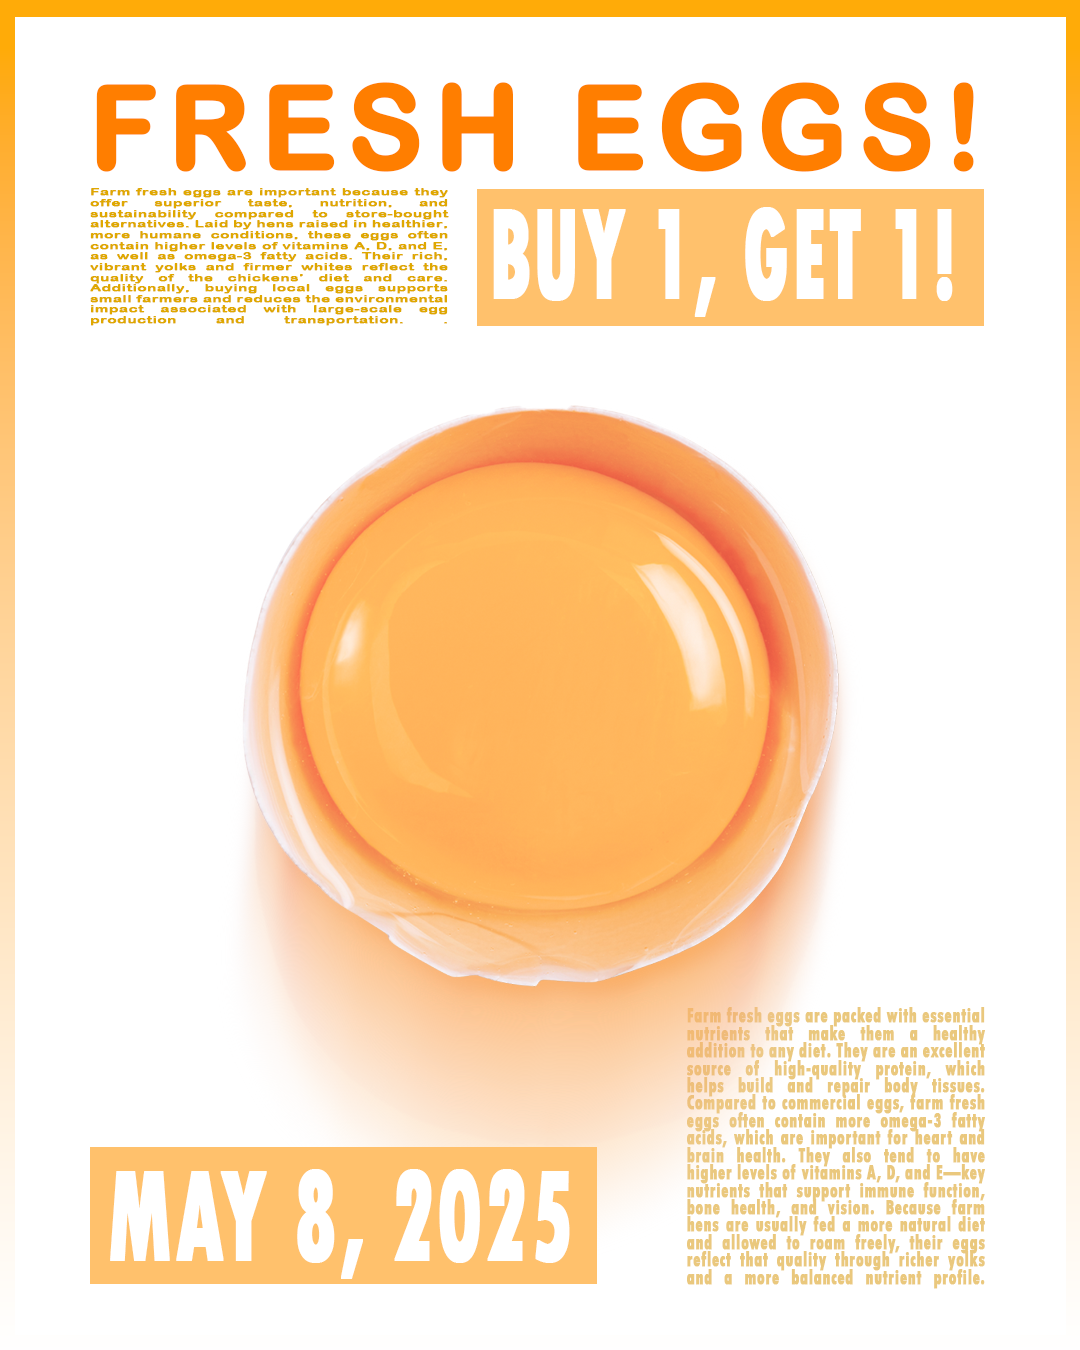 FRESH EGGS!
Farm fresh eggs are important because they
offer superior taste, nutrition, and
sustainability compared to store-bought
alternatives. Laid by hens raised in healthier,
more humane conditions, these eggs often
contain higher levels of vitamins A, D, and E,
as well as omega-3 fatty acids. Their rich,
vibrant yolks and firmer whites reflect the
quality of the chickens' diet and care.
Additionally, buying local eggs supports
small farmers and reduces the environmental
impact associated with large-scale egg
production and transportation. .
BUY 1, GET 1!
Farm fresh eggs are packed with essential
nutrients that make them a healthy
addition to any diet. They are an excellent
source of high-quality protein, which
helps build and repair body tissues.
Compared to commercial eggs, farm fresh
eggs often contain more omega-3 fatty
acids, which are important for heart and
brain health. They also tend to have
higher levels of vitamins A, D, and E—key
nutrients that support immune function,
bone health, and vision. Because farm
hens are usually fed a more natural diet
and allowed to roam freely, their eggs
reflect that quality through richer yolks
and a more balanced nutrient profile.
MAY 8, 2025